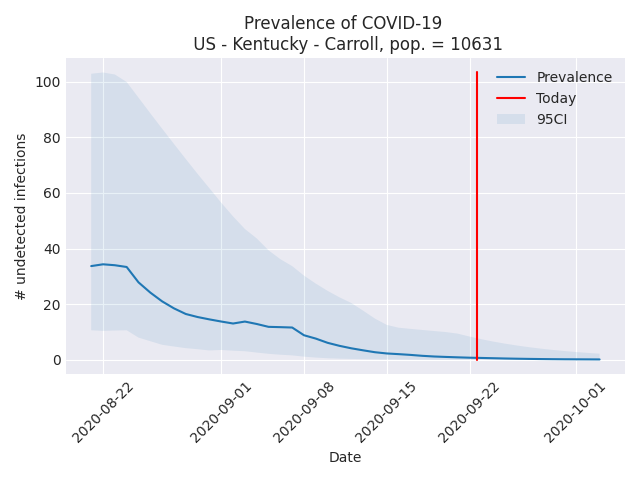 Prevalence of COVID-19
US - Kentucky - Carroll, pop. = 10631
Prevalence
Today
95CI
# undetected infections
100
80
60
40
20
0
2020-08-22
2020-09-01
2020-09-08
2020-09-15
2020-09-22
2020-10-01
Date